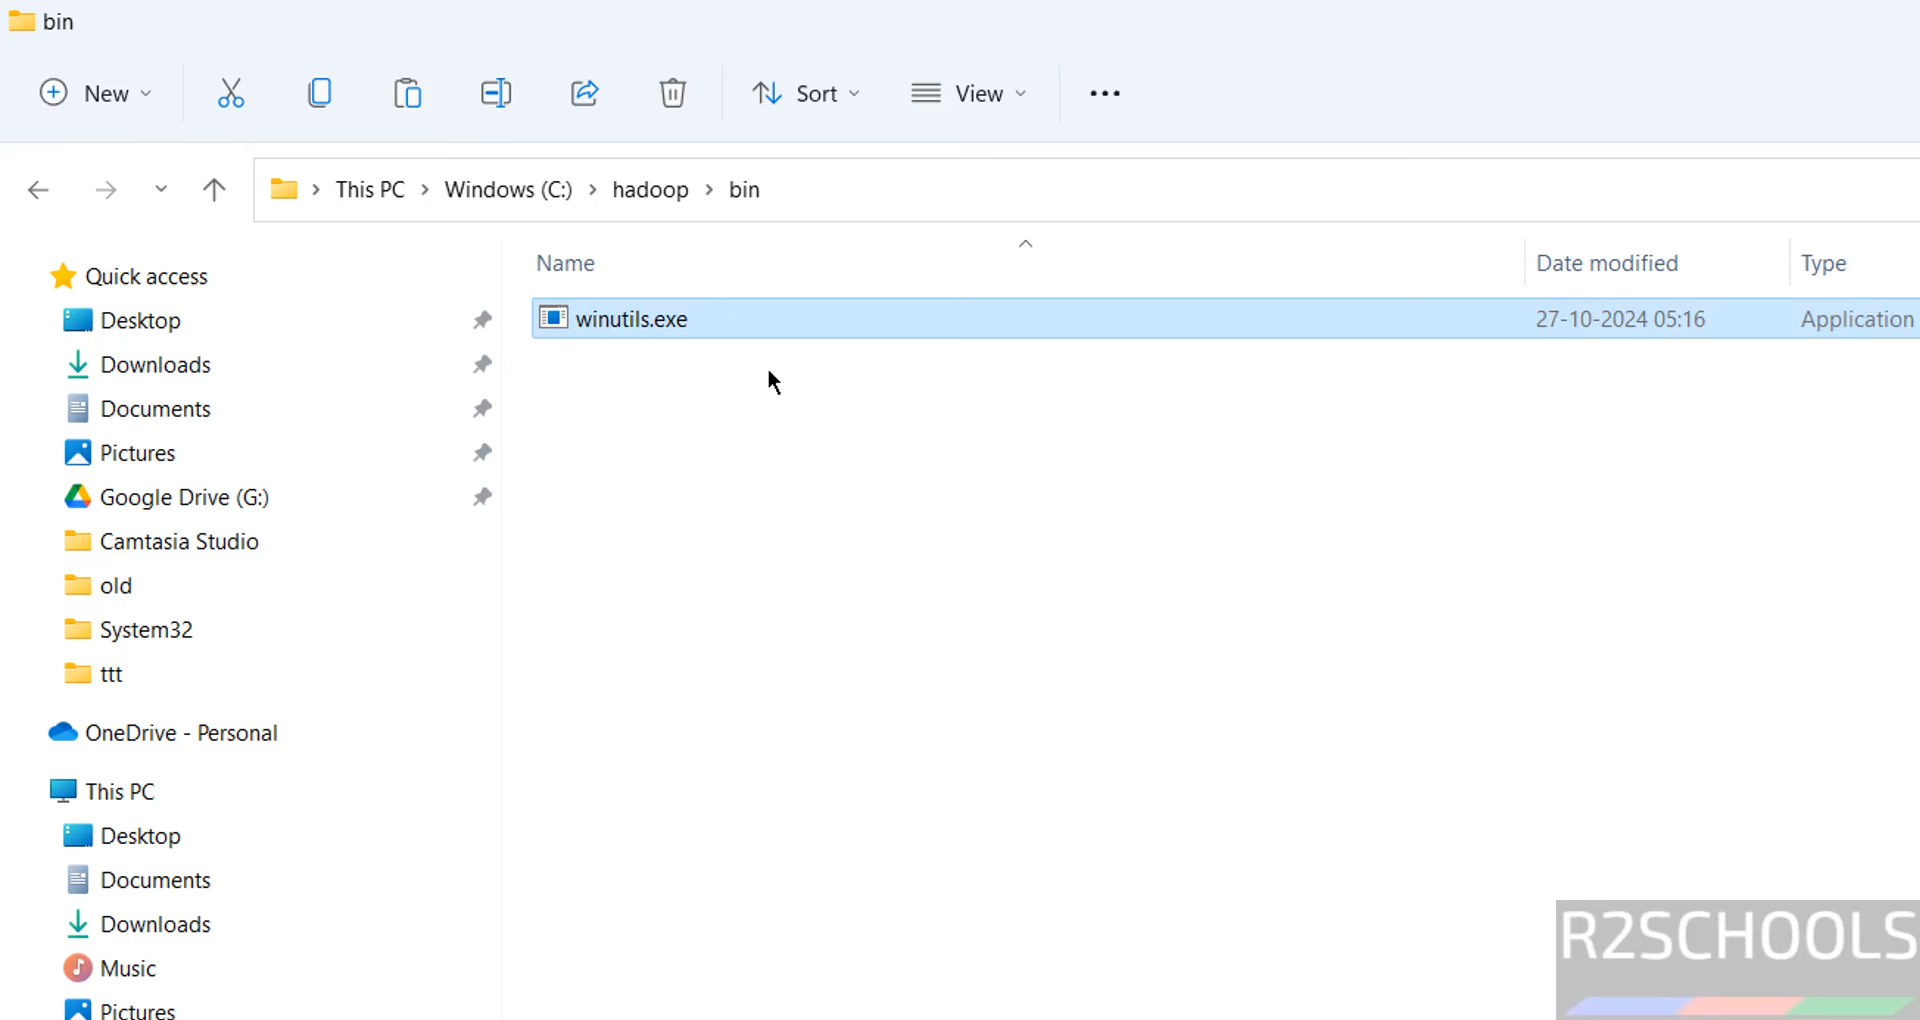 bin
New
Sort
View
This PC
Windows (C:)
hadoop
bin
Name
Date modified
Type
winutils.exe
27-10-2024 05:16
Application
Quick access
Desktop
Downloads
Documents
Pictures
Google Drive (G:)
Camtasia Studio
old
System32
ttt
OneDrive - Personal
This PC
Desktop
Documents
Downloads
Music
Pictures
R2SCHOOLS